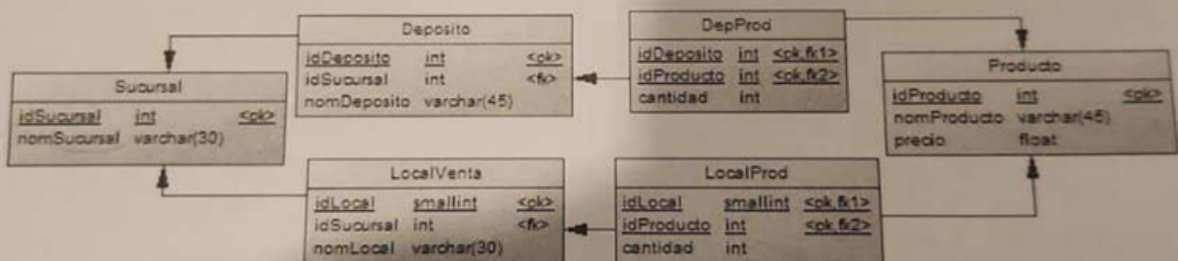 Deposito
idDeposito int <pk>
idSucursal int <fk>
nomDeposito varchar(45)
DepProd
idDeposito int <pk,fk1>
idProducto int <pk,fk2>
cantidad int
Sucursal
idSucursal int <pk>
nomSucursal varchar(30)
Producto
idProducto int <pk>
nomProducto varchar(45)
precio float
LocalVenta
idLocal smallint <pk>
idSucursal int <fk>
nomLocal varchar(30)
LocalProd
idLocal smallint <pk,fk1>
idProducto int <pk,fk2>
cantidad int